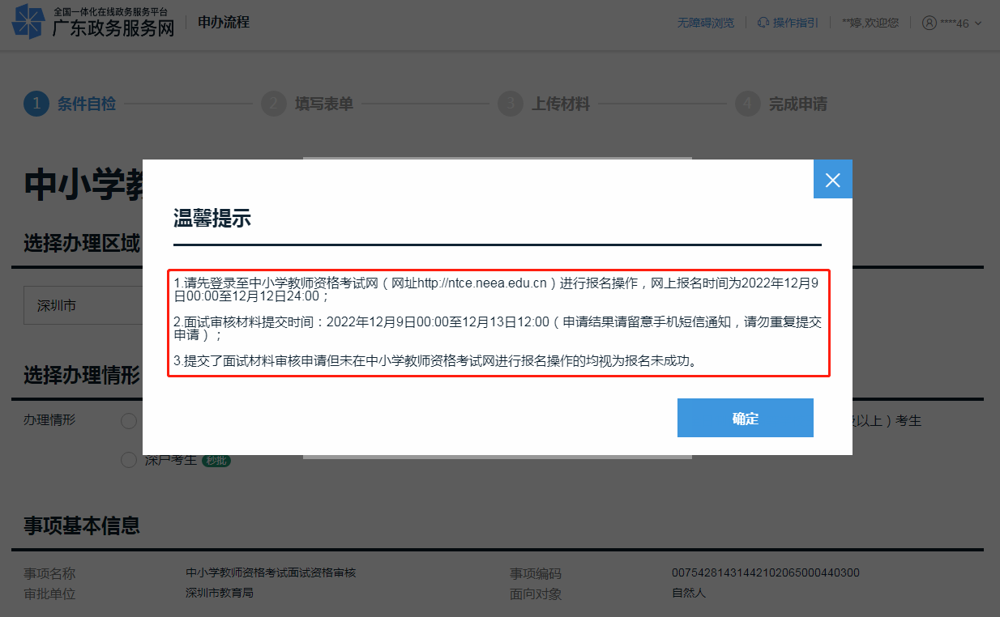 全国一体化在线政务服务平台
广东政务服务网
申办流程
无障碍浏览
操作指引
**婷,欢迎您
****46
1 条件自检
2 填写表单
3 上传材料
4 完成申请
中小学教
温馨提示
选择办理区域
1.请先登录至中小学教师资格考试网（网址http://ntce.neea.edu.cn）进行报名操作，网上报名时间为2022年12月9
日00:00至12月12日24:00；
深圳市
2.面试审核材料提交时间：2022年12月9日00:00至12月13日12:00（申请结果请留意手机短信通知，请勿重复提交
申请）；
3.提交了面试材料审核申请但未在中小学教师资格考试网进行报名操作的均视为报名未成功。
选择办理情形
确定
办理情形
及以上）考生
深户考生 秒批
事项基本信息
事项名称
中小学教师资格考试面试资格审核
事项编码
00754281431442102065000440300
审批单位
深圳市教育局
面向对象
自然人